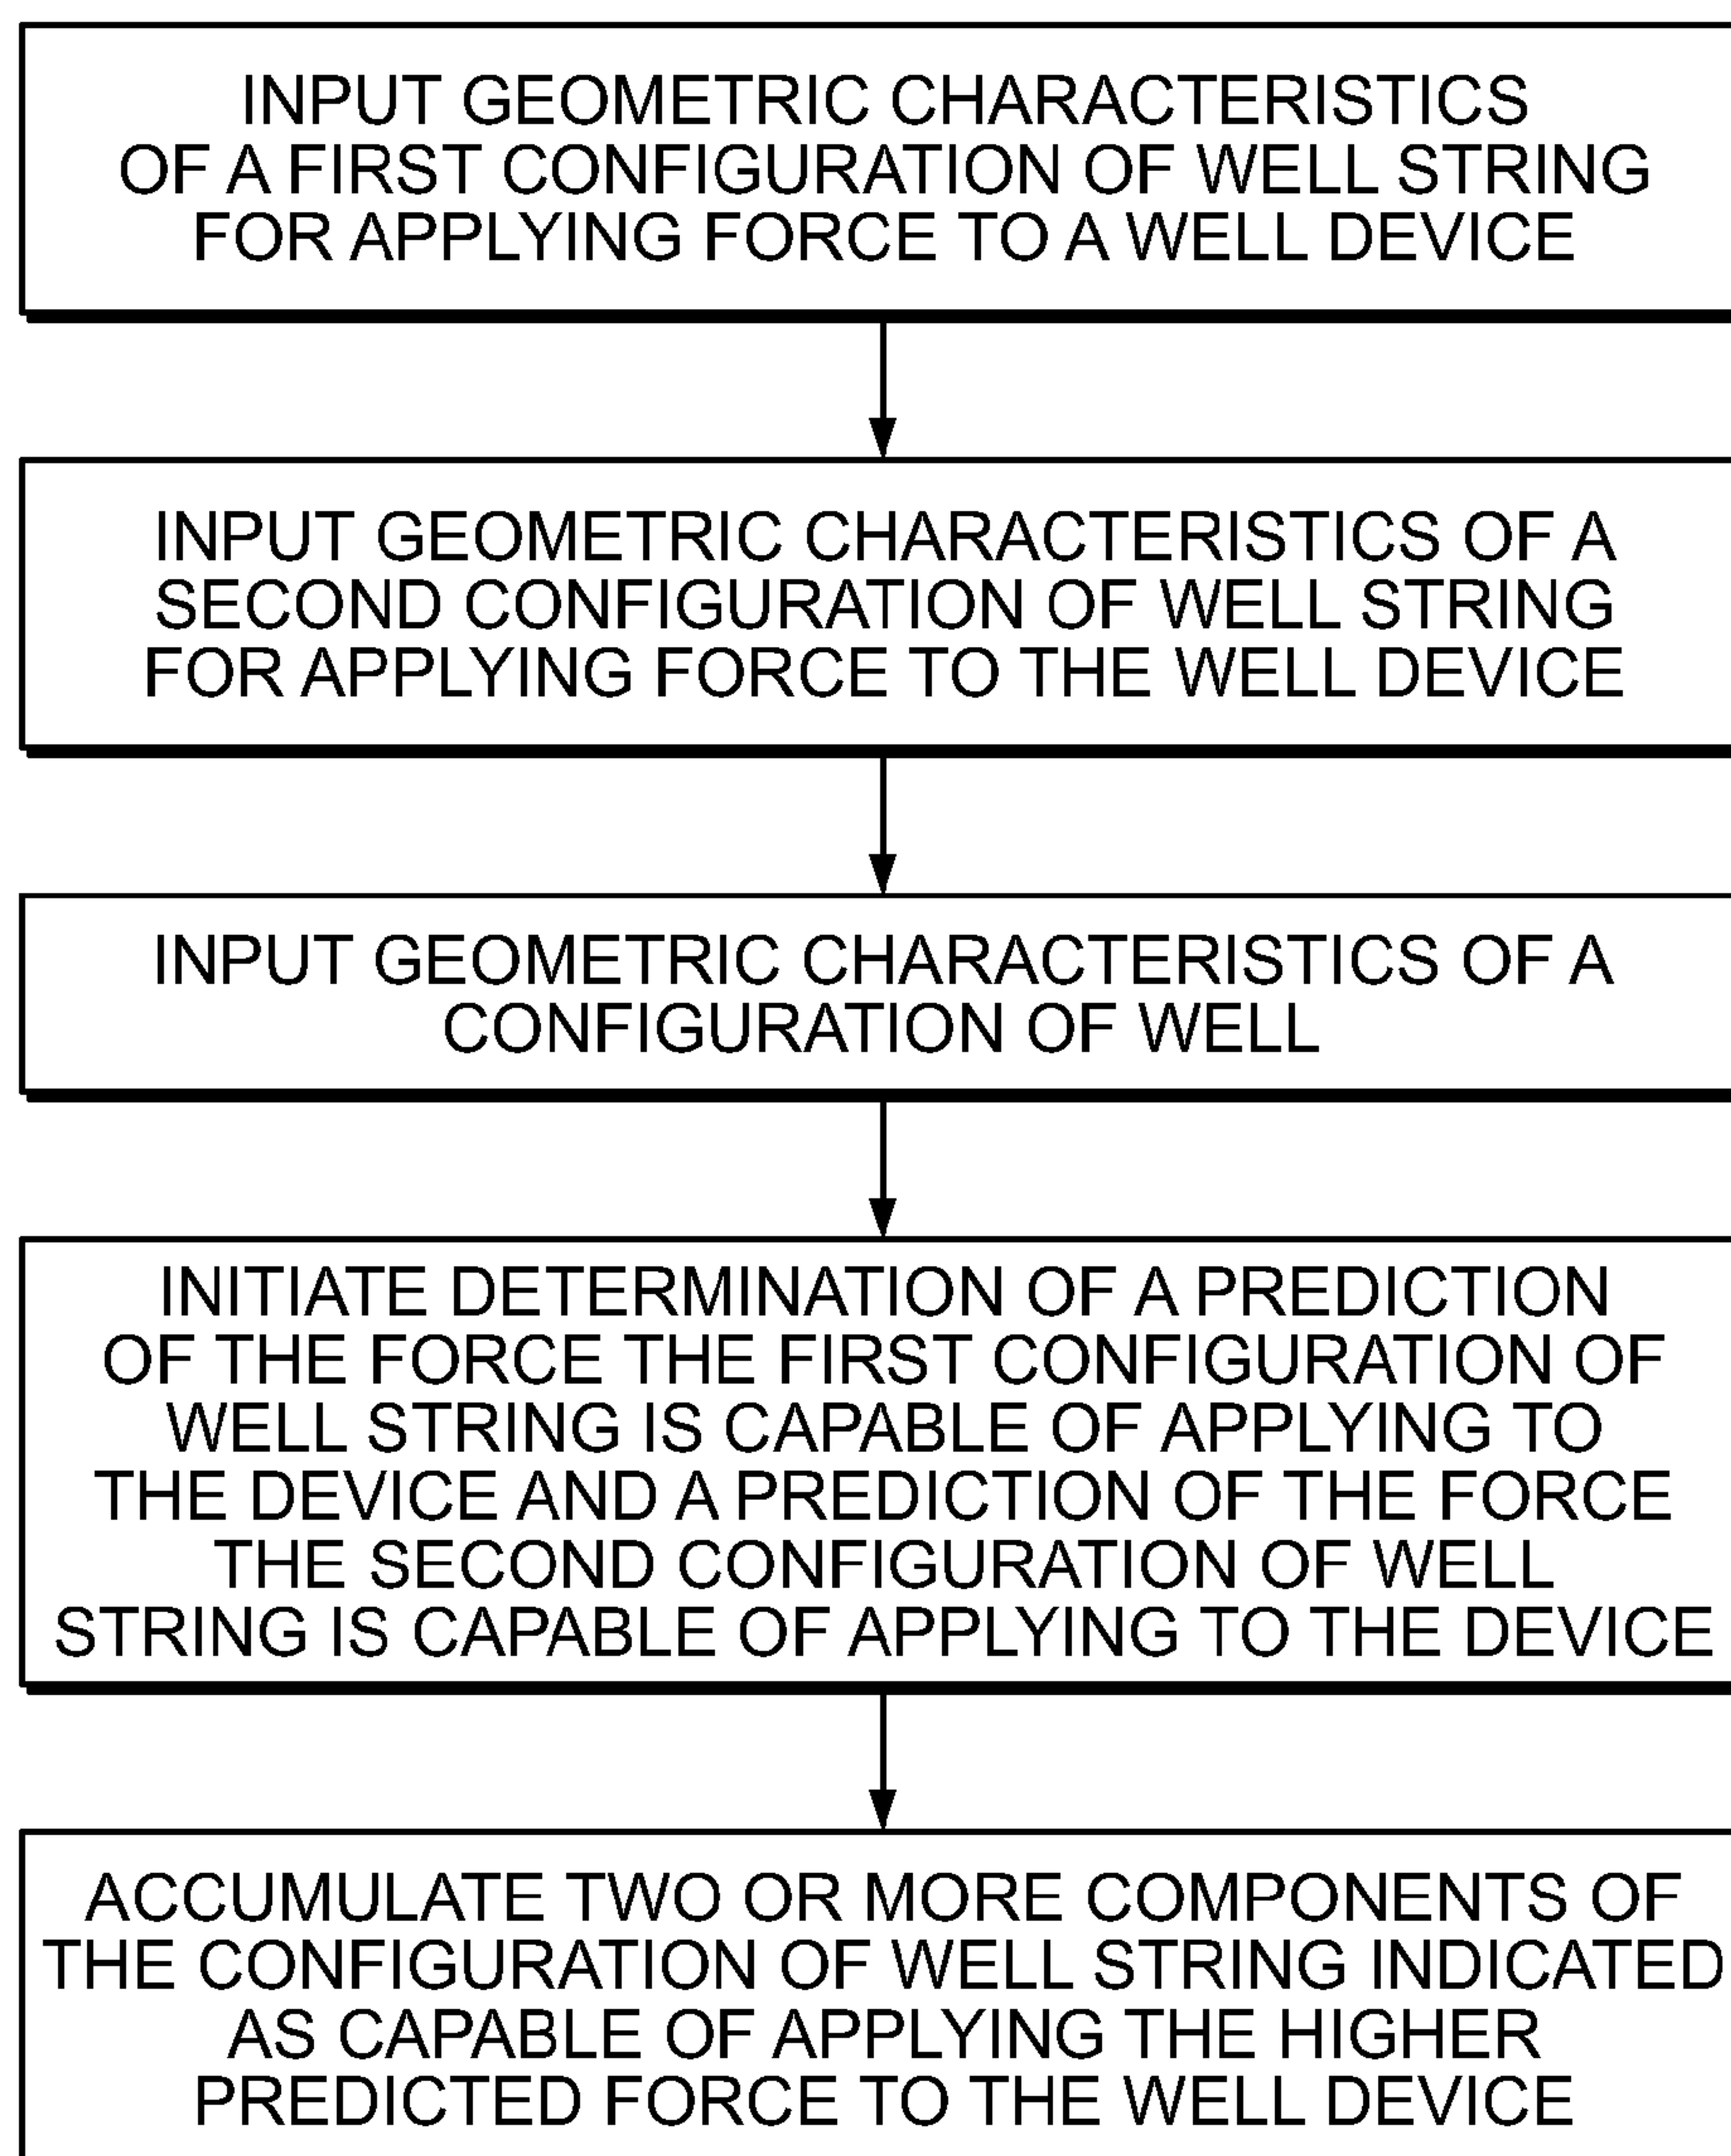 INPUT GEOMETRIC CHARACTERISTICS
OF A FIRST CONFIGURATION OF WELL STRING
FOR APPLYING FORCE TO A WELL DEVICE
INPUT GEOMETRIC CHARACTERISTICS OF A
SECOND CONFIGURATION OF WELL STRING
FOR APPLYING FORCE TO THE WELL DEVICE
INPUT GEOMETRIC CHARACTERISTICS OF A
CONFIGURATION OF WELL
INITIATE DETERMINATION OF A PREDICTION
OF THE FORCE THE FIRST CONFIGURATION OF
WELL STRING IS CAPABLE OF APPLYING TO
THE DEVICE AND A PREDICTION OF THE FORCE
THE SECOND CONFIGURATION OF WELL
STRING IS CAPABLE OF APPLYING TO THE DEVICE
ACCUMULATE TWO OR MORE COMPONENTS OF
THE CONFIGURATION OF WELL STRING INDICATED
AS CAPABLE OF APPLYING THE HIGHER
PREDICTED FORCE TO THE WELL DEVICE